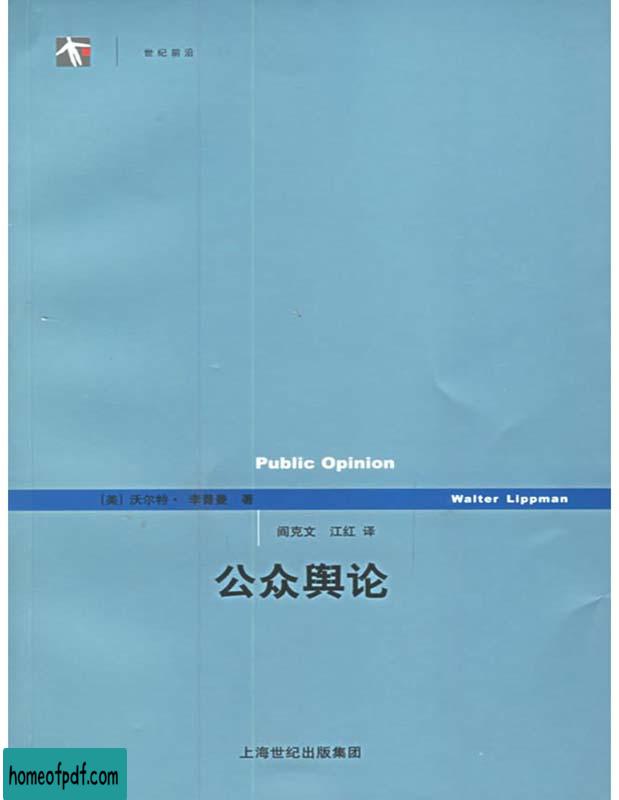 世纪前沿
Public Opinion
[美] 沃尔特· 李普曼 著 Walter Lippman
阎克文 江红 译
公众舆论
上海世纪出版集团
homeofpdf.com